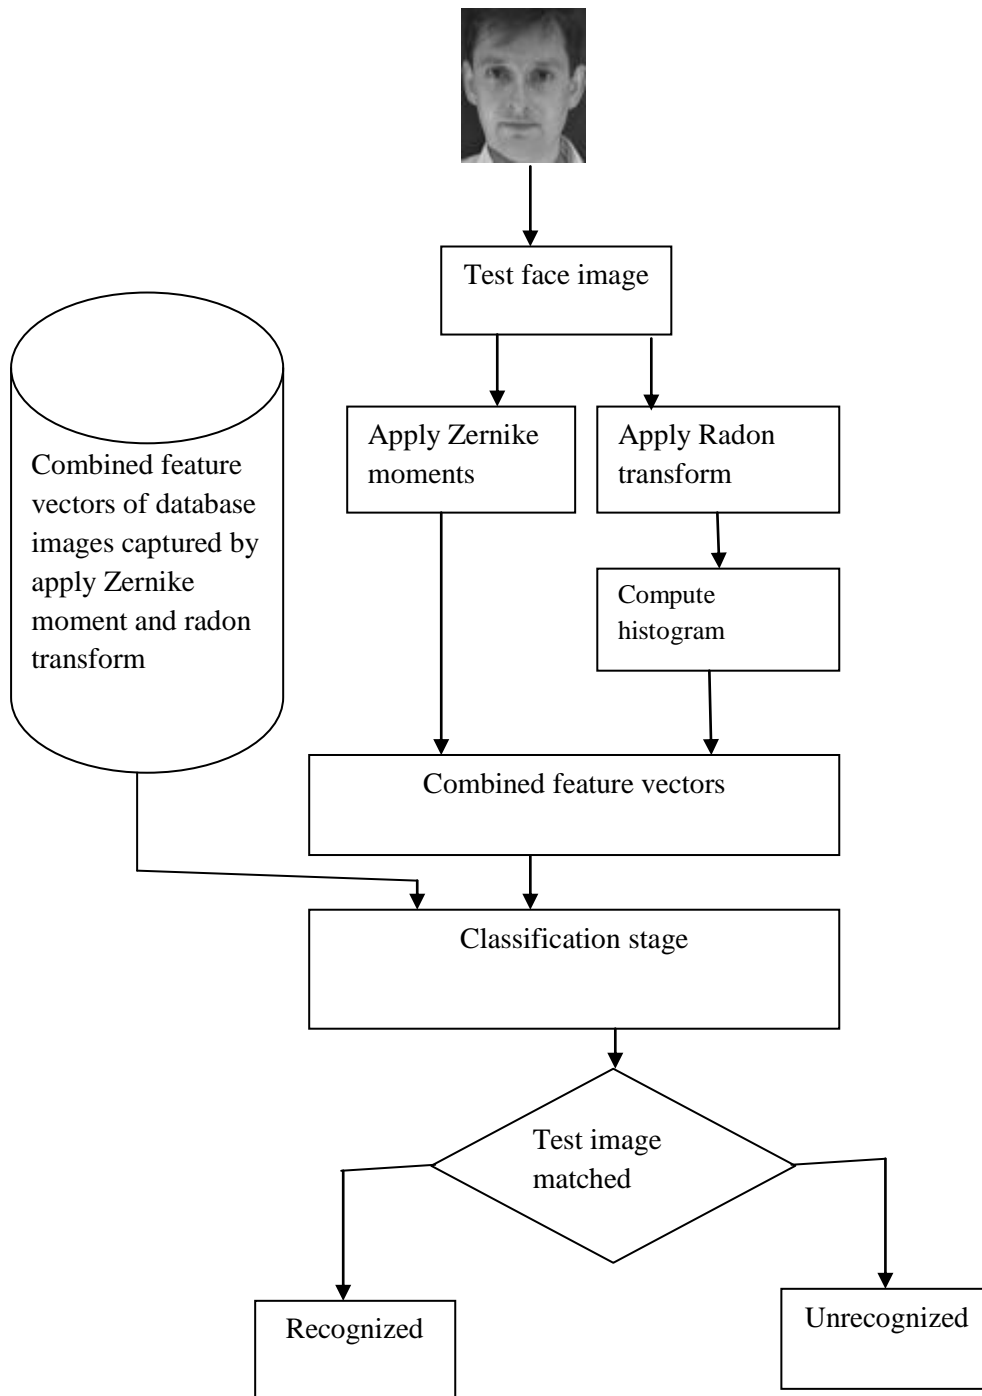 Test face image
Apply Zernike
moments
Apply Radon
transform
Combined feature
vectors of database
images captured by
apply Zernike
moment and radon
transform
Compute
histogram
Combined feature vectors
Classification stage
Test image
matched
Recognized
Unrecognized